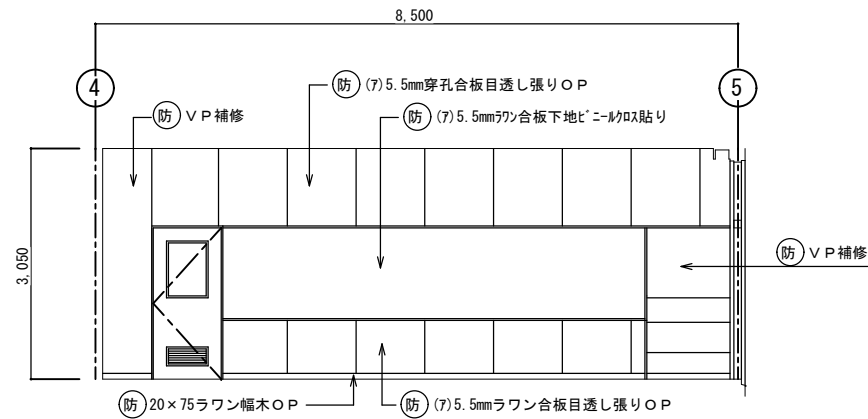 8,500
4
5
防 (ｱ)5.5mm穿孔合板目透し張りOP
防 VP補修
防 (ｱ)5.5mmﾗﾜﾝ合板下地ﾋﾞﾆｰﾙｸﾛｽ貼り
3,050
防 VP補修
防 20×75ラワン幅木OP
防 (ｱ)5.5mmラワン合板目透し張りOP